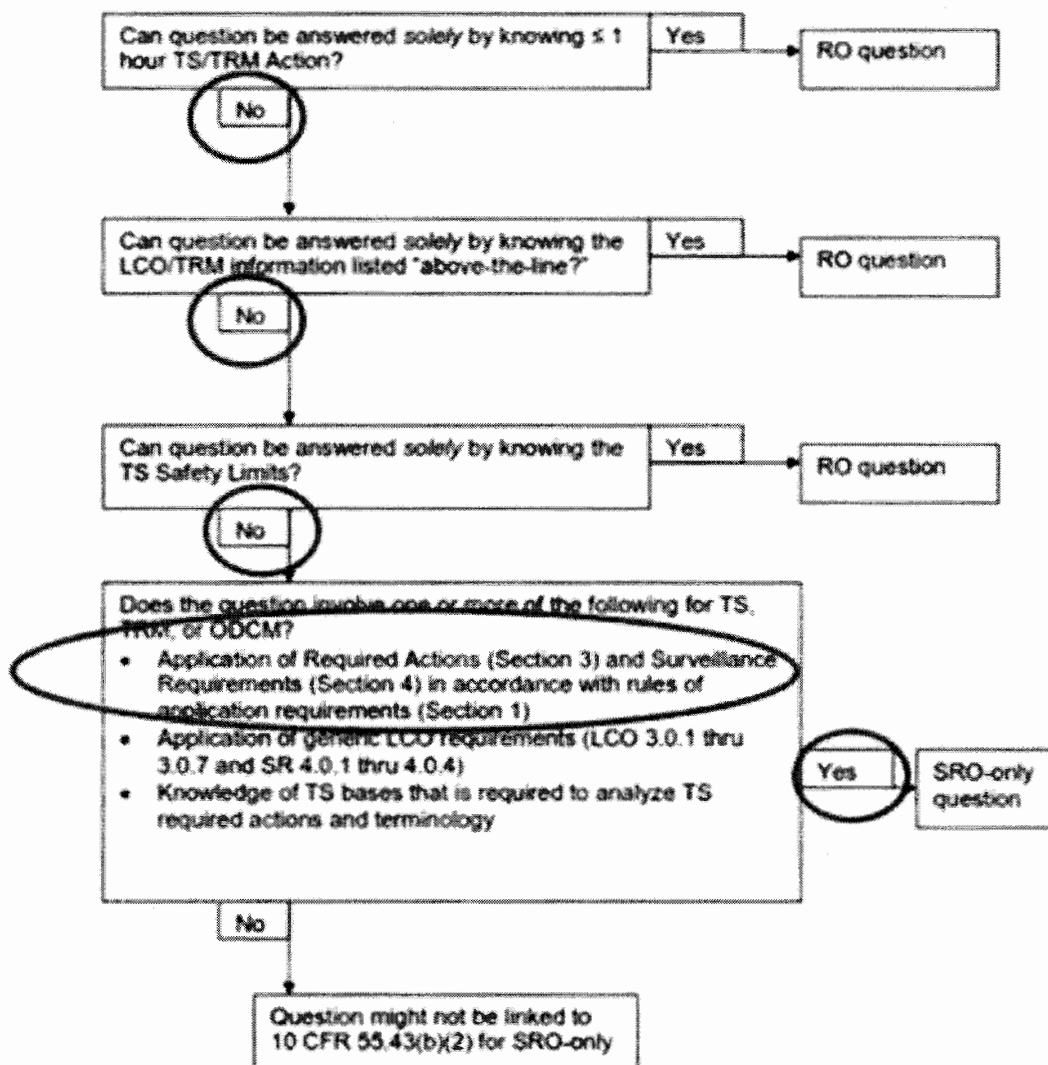 Can question be answered solely by knowing ≤ 1
hour TS/TRM Action?
Yes
RO question
No
Can question be answered solely by knowing the
LCO/TRM information listed "above-the-line?"
Yes
RO question
No
Can question be answered solely by knowing the
TS Safety Limits?
Yes
RO question
No
Does the question involve one or more of the following for TS,
TRM, or ODCM?
• Application of Required Actions (Section 3) and Surveillance
Requirements (Section 4) in accordance with rules of
application requirements (Section 1)
• Application of generic LCO requirements (LCO 3.0.1 thru
3.0.7 and SR 4.0.1 thru 4.0.4)
• Knowledge of TS bases that is required to analyze TS
required actions and terminology
Yes
SRO-only
question
No
Question might not be linked to
10 CFR 55.43(b)(2) for SRO-only